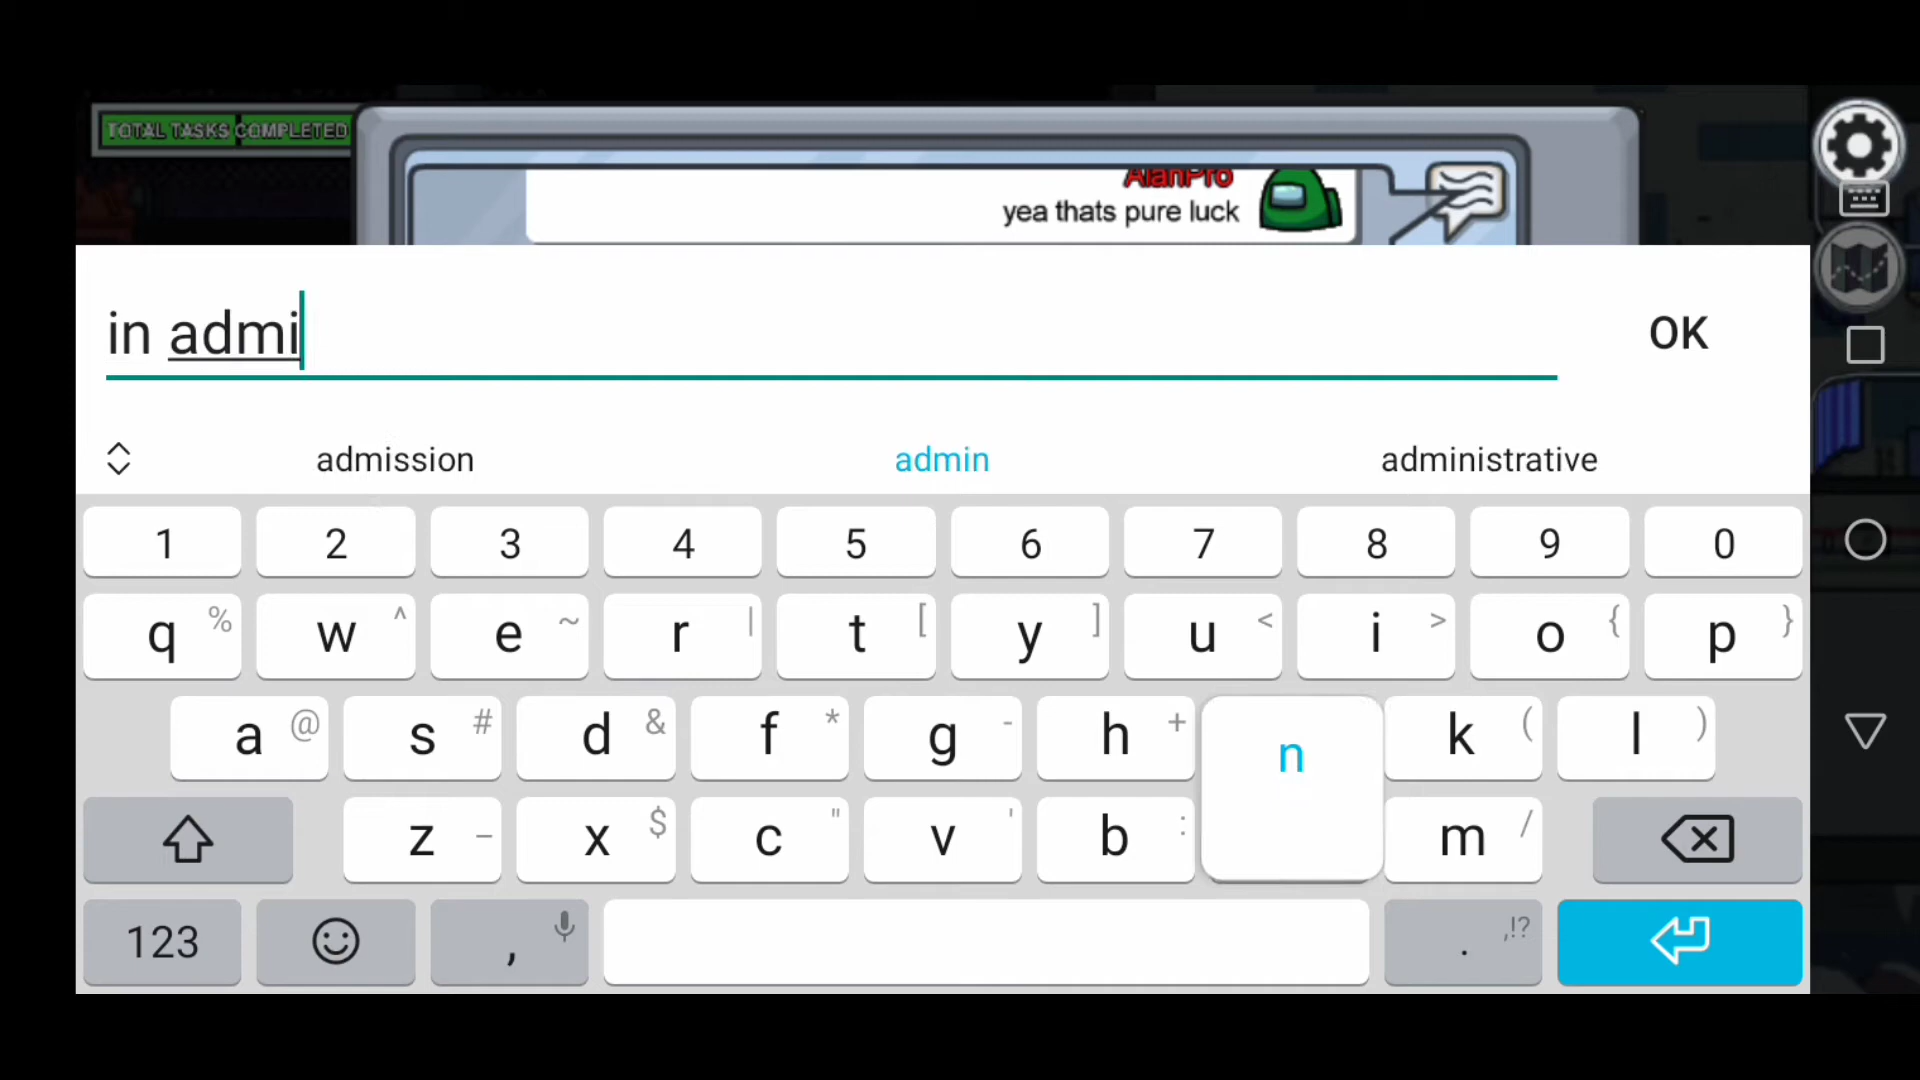 TOTAL TASKS COMPLETED
AlanPro
yea thats pure luck
in admi
OK
admission admin administrative
1 2 3 4 5 6 7 8 9 0
q % w ^ e ~ r | t [ y ] u < i > o { p }
a @ s # d & f * g - h + n k ( l )
z _ x $ c " v ' b : m /
123 , . ,!?